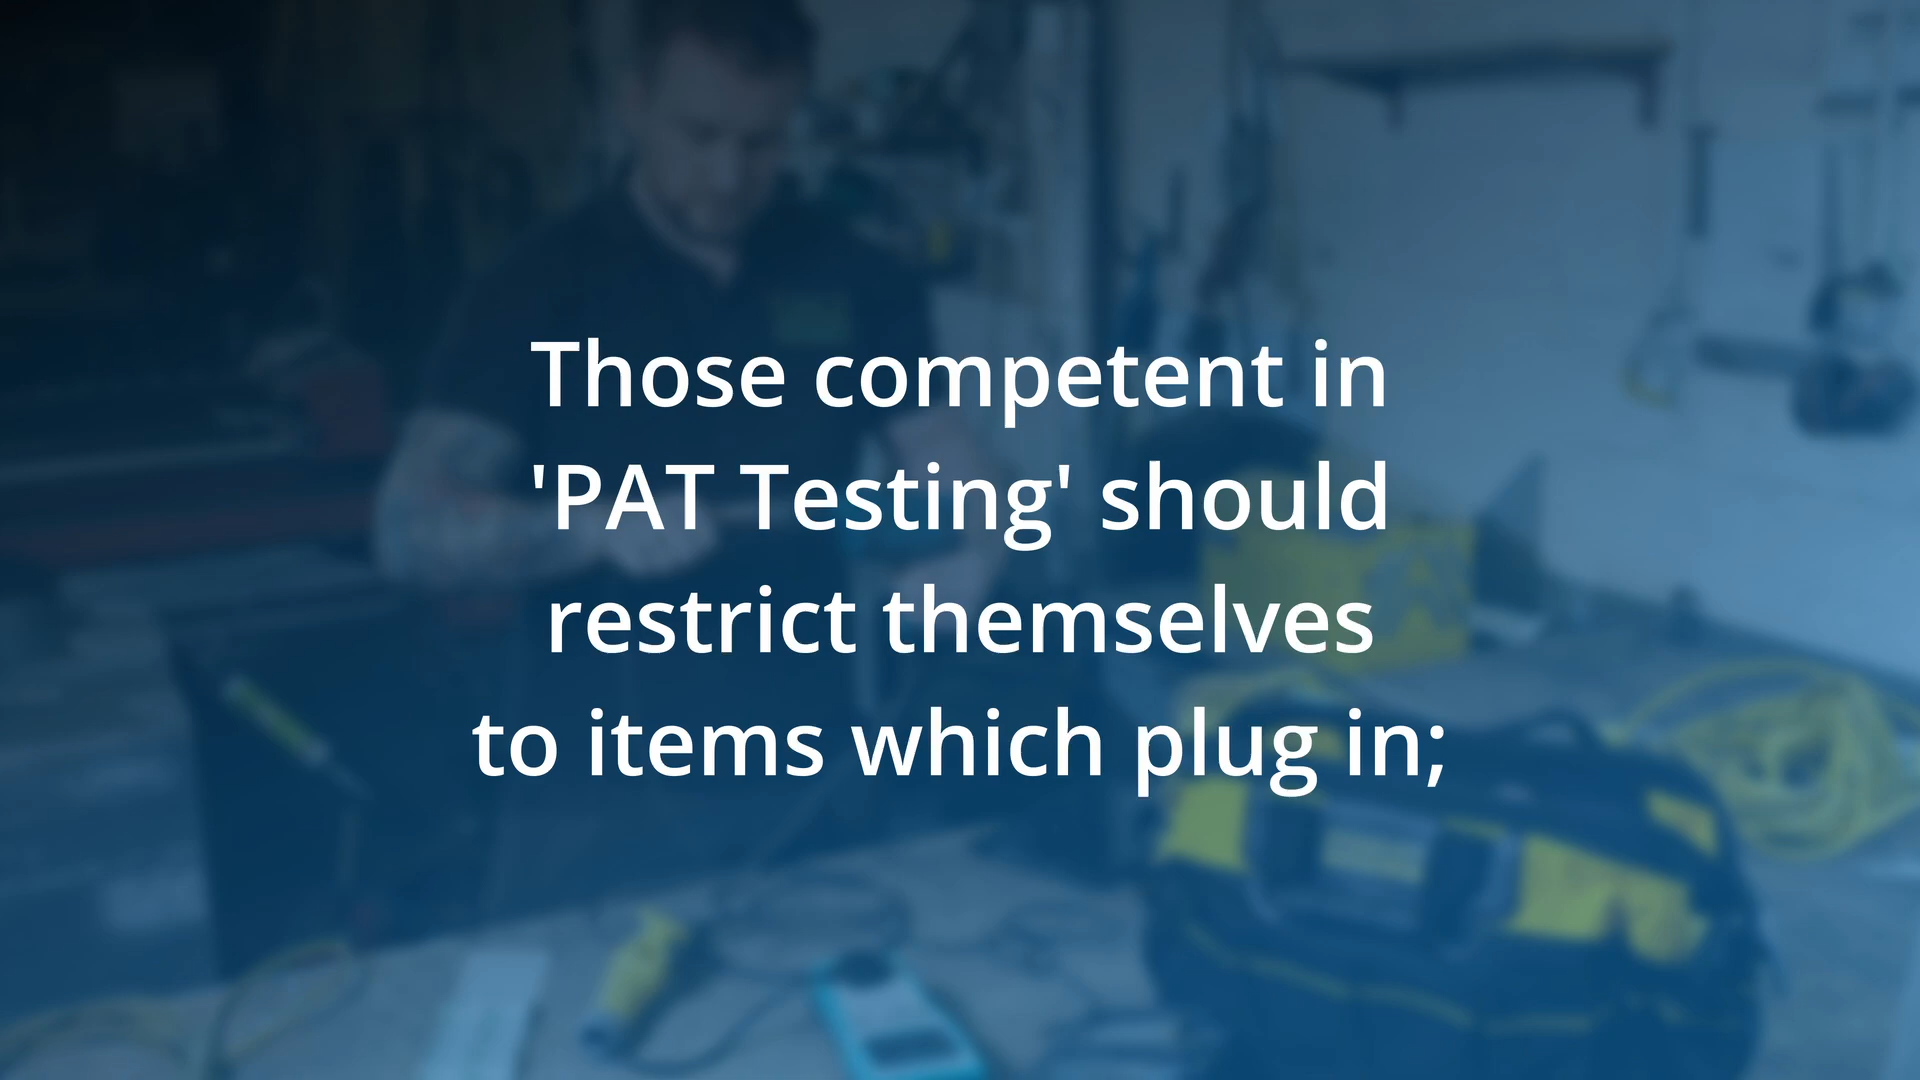 Those competent in
'PAT Testing' should
restrict themselves
to items which plug in;